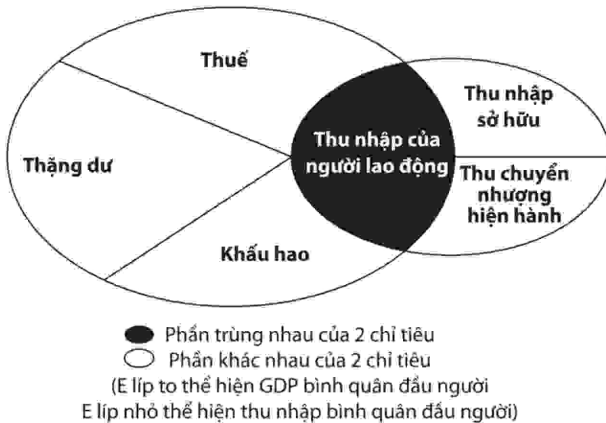 Thuế
Thặng dư
Khấu hao
Thu nhập của
người lao động
Thu nhập
sở hữu
Thu chuyển
nhượng
hiện hành
Phần trùng nhau của 2 chỉ tiêu
Phần khác nhau của 2 chỉ tiêu
(E líp to thể hiện GDP bình quân đầu người
E líp nhỏ thể hiện thu nhập bình quân đầu người)